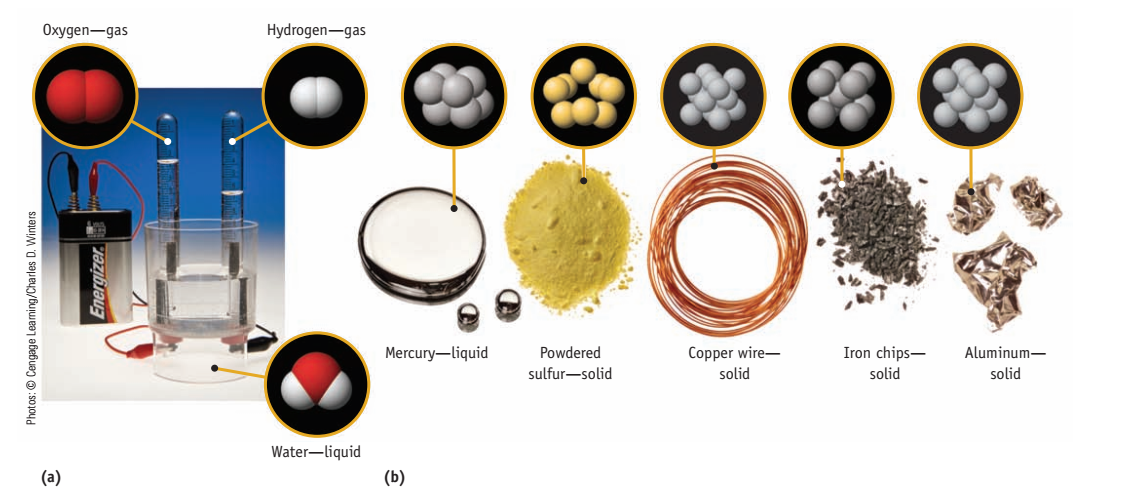 Oxygen—gas
Hydrogen—gas
Photos: © Cengage Learning/Charles D. Winters
Energizer.
Water—liquid
(a)
Mercury—liquid
Powdered
sulfur—solid
Copper wire—
solid
Iron chips—
solid
Aluminum—
solid
(b)